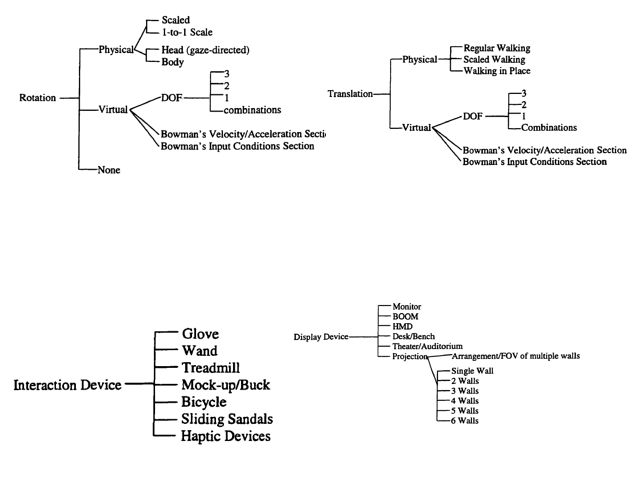 Rotation
Physical
Scaled
1-to-1 Scale
Head (gaze-directed)
Body
Virtual
DOF
3
2
1
combinations
Bowman's Velocity/Acceleration Secti
Bowman's Input Conditions Section
None
Translation
Physical
Regular Walking
Scaled Walking
Walking in Place
Virtual
DOF
3
2
1
Combinations
Bowman's Velocity/Acceleration Section
Bowman's Input Conditions Section
Interaction Device
Glove
Wand
Treadmill
Mock-up/Buck
Bicycle
Sliding Sandals
Haptic Devices
Display Device
Monitor
BOOM
HMD
Desk/Bench
Theater/Auditorium
Projection
Arrangement/FOV of multiple walls
Single Wall
2 Walls
3 Walls
4 Walls
5 Walls
6 Walls